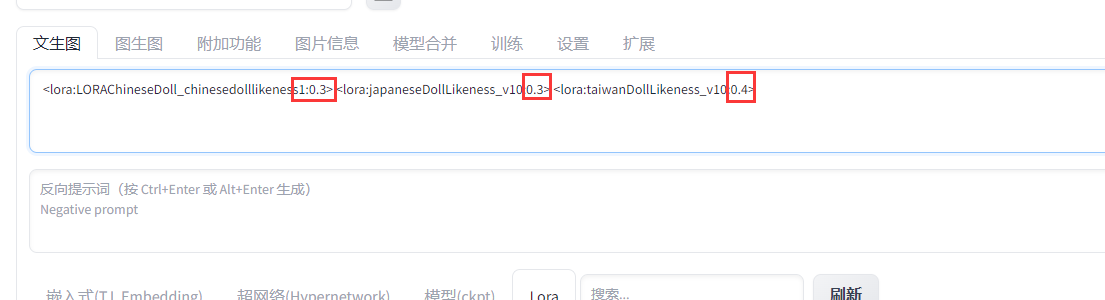 文生图 图生图 附加功能 图片信息 模型合并 训练 设置 扩展
<lora:LORAChineseDoll_chinesedolllikeness1:0.3> <lora:japaneseDollLikeness_v10:0.3> <lora:taiwanDollLikeness_v10:0.4>
反向提示词（按 Ctrl+Enter 或 Alt+Enter 生成）
Negative prompt
嵌入式(T.I. Embedding) 超网络(Hypernetwork) 模型(ckpt) Lora 搜索... 刷新